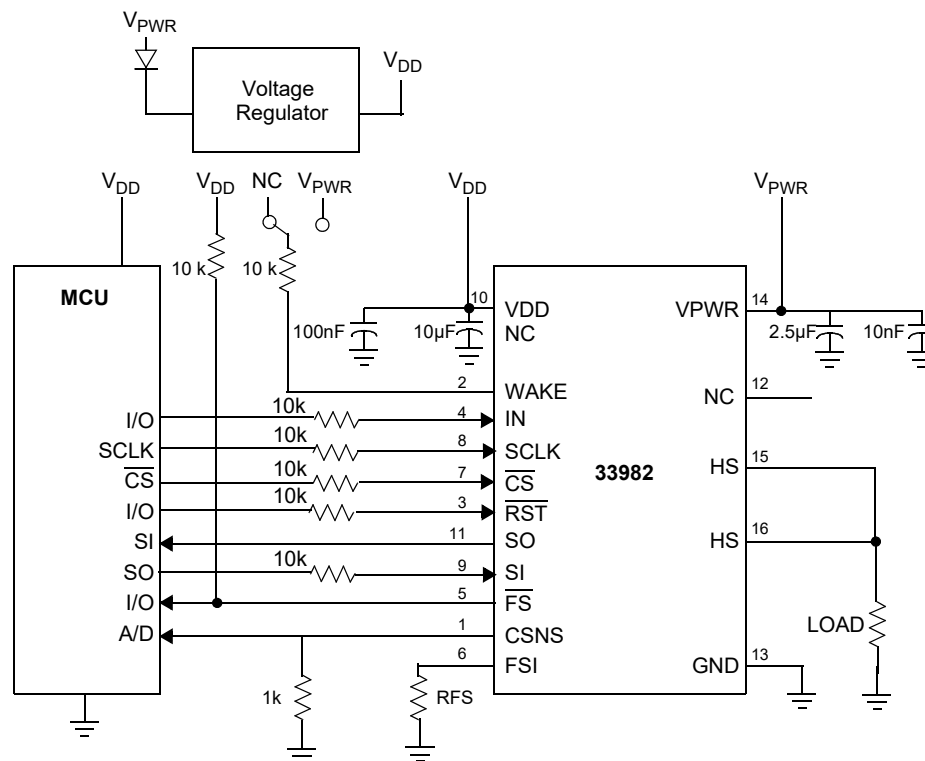 VPWR
Voltage
Regulator
VDD
VDD
VDD
NC
VPWR
VDD
VPWR
10 k
10 k
MCU
10
VDD
NC
VPWR
14
100nF
10µF
2.5µF
10nF
2
WAKE
NC
12
I/O
10k
4
IN
SCLK
10k
8
SCLK
33982
HS
15
CS
10k
7
CS
I/O
10k
3
RST
SI
11
SO
HS
16
SO
10k
9
SI
I/O
5
FS
A/D
1
CSNS
LOAD
6
FSI
GND
13
1k
RFS